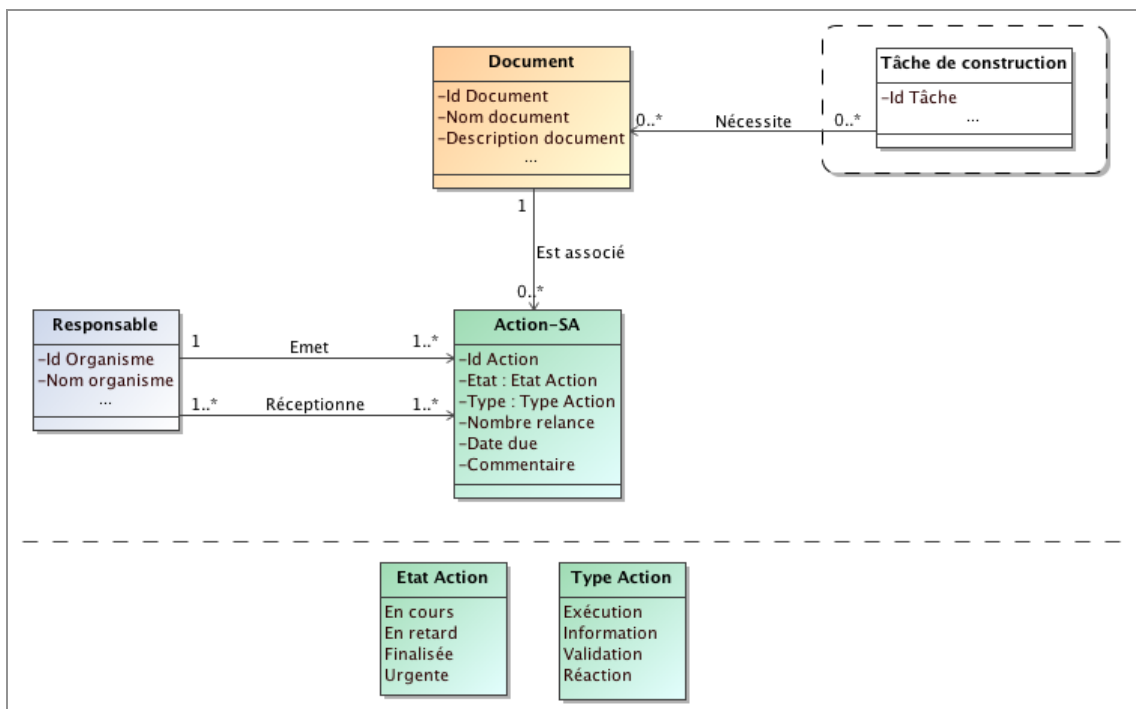 Document
-Id Document
-Nom document
-Description document
...
Tâche de construction
-Id Tâche
...
0..* Nécessite 0..*
1
Est associé
0..*
Responsable
-Id Organisme
-Nom organisme
...
1 Emet 1..*
1..* Réceptionne 1..*
Action-SA
-Id Action
-Etat : Etat Action
-Type : Type Action
-Nombre relance
-Date due
-Commentaire
Etat Action
En cours
En retard
Finalisée
Urgente
Type Action
Exécution
Information
Validation
Réaction